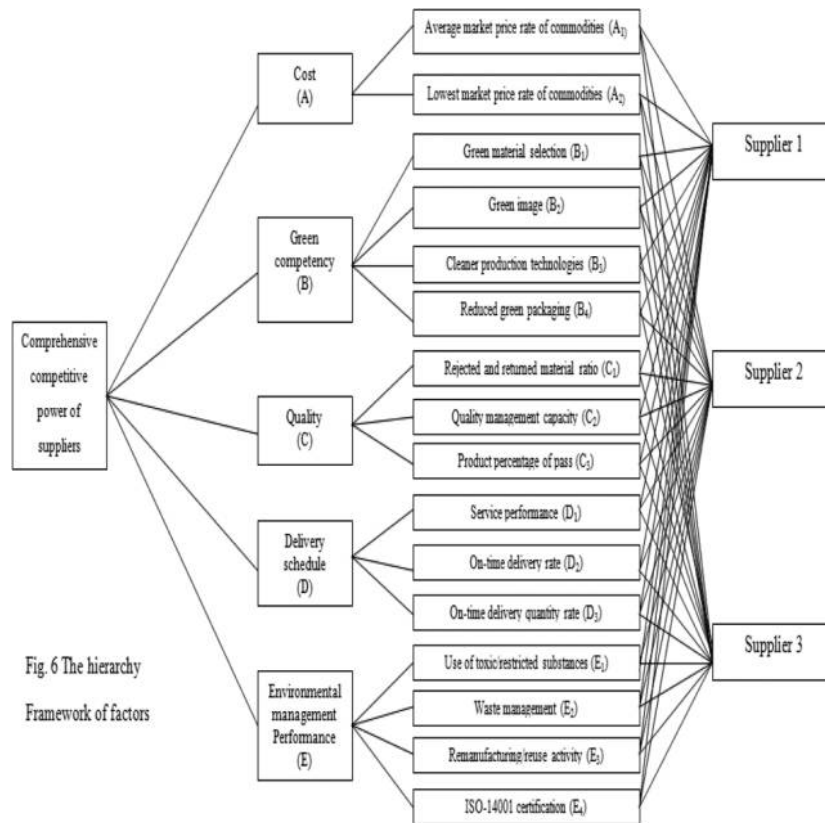 Comprehensive
competitive
power of
suppliers
Cost
(A)
Green
competency
(B)
Quality
(C)
Delivery
schedule
(D)
Environmental
management
Performance
(E)
Average market price rate of commodities (A₁)
Lowest market price rate of commodities (A₂)
Green material selection (B₁)
Green image (B₂)
Cleaner production technologies (B₃)
Reduced green packaging (B₄)
Rejected and returned material ratio (C₁)
Quality management capacity (C₂)
Product percentage of pass (C₃)
Service performance (D₁)
On-time delivery rate (D₂)
On-time delivery quantity rate (D₃)
Use of toxic/restricted substances (E₁)
Waste management (E₂)
Remanufacturing/reuse activity (E₃)
ISO-14001 certification (E₄)
Supplier 1
Supplier 2
Supplier 3
Fig. 6 The hierarchy
Framework of factors